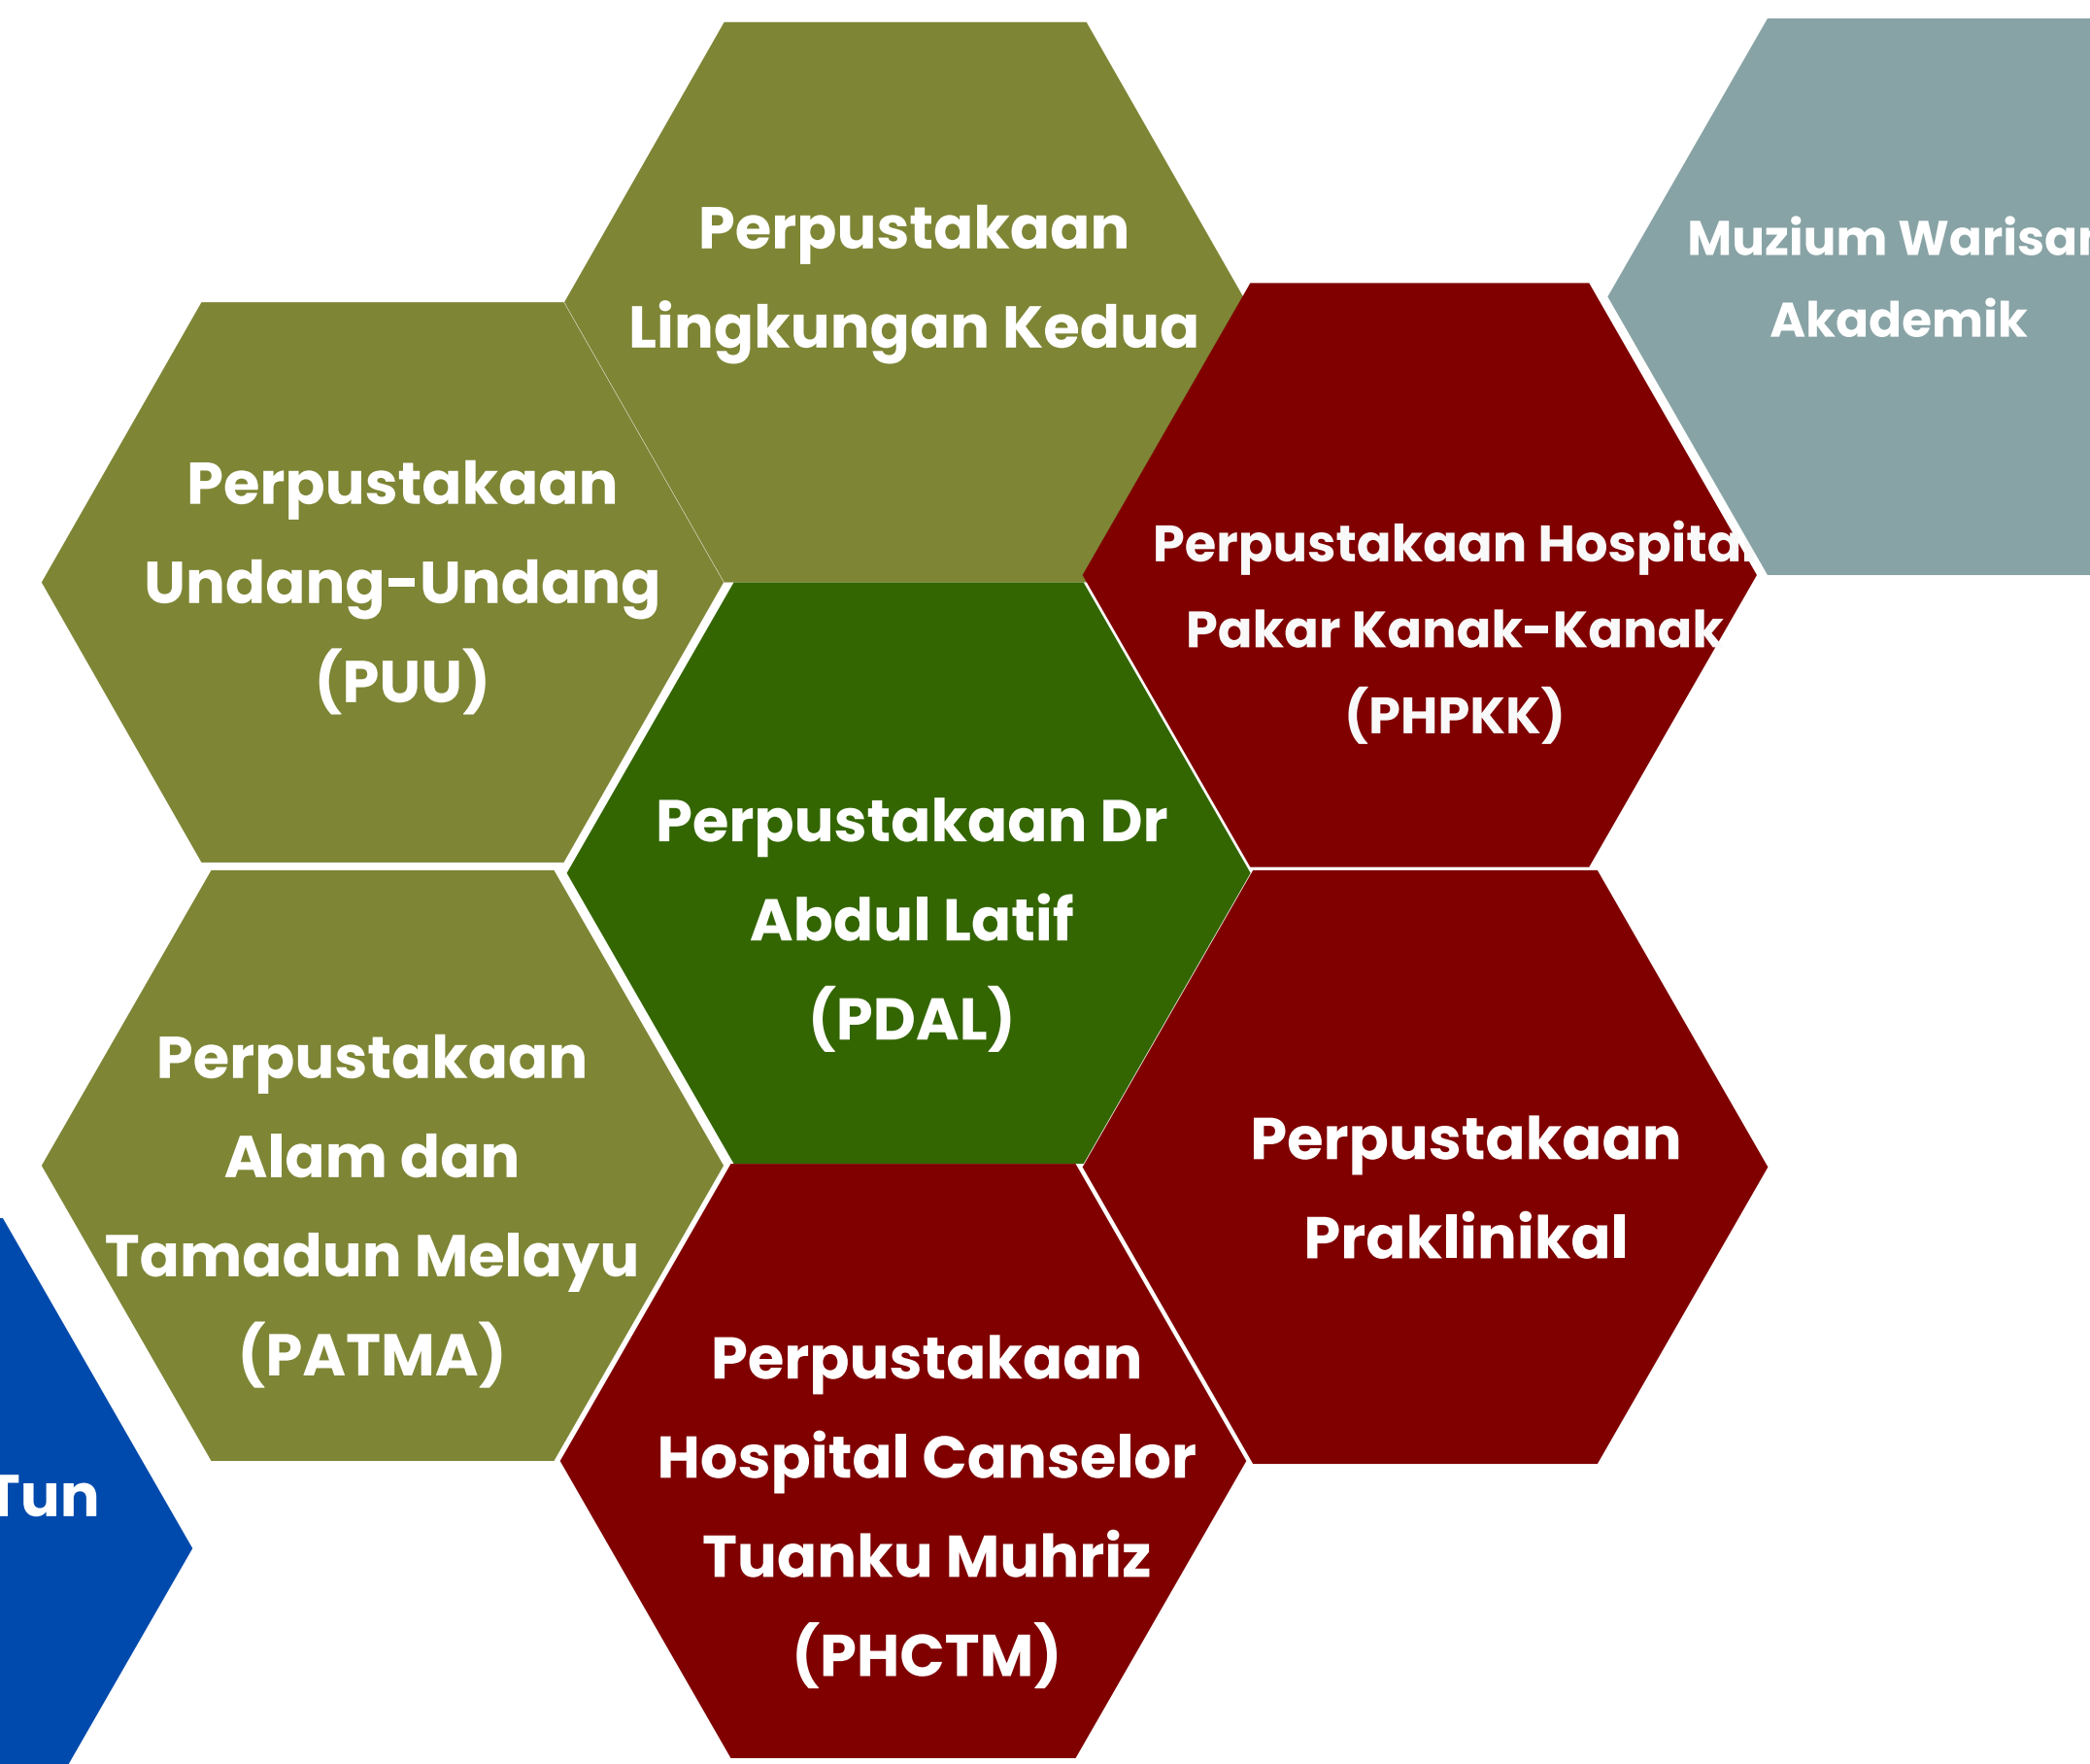 Perpustakaan
Lingkungan Kedua
Muzium Warisan
Akademik
Perpustakaan
Undang-Undang
(PUU)
Perpustakaan Hospital
Pakar Kanak-Kanak
(PHPKK)
Perpustakaan Dr
Abdul Latif
(PDAL)
Perpustakaan
Alam dan
Tamadun Melayu
(PATMA)
Perpustakaan
Praklinikal
Perpustakaan
Hospital Canselor
Tuanku Muhriz
(PHCTM)
Tun